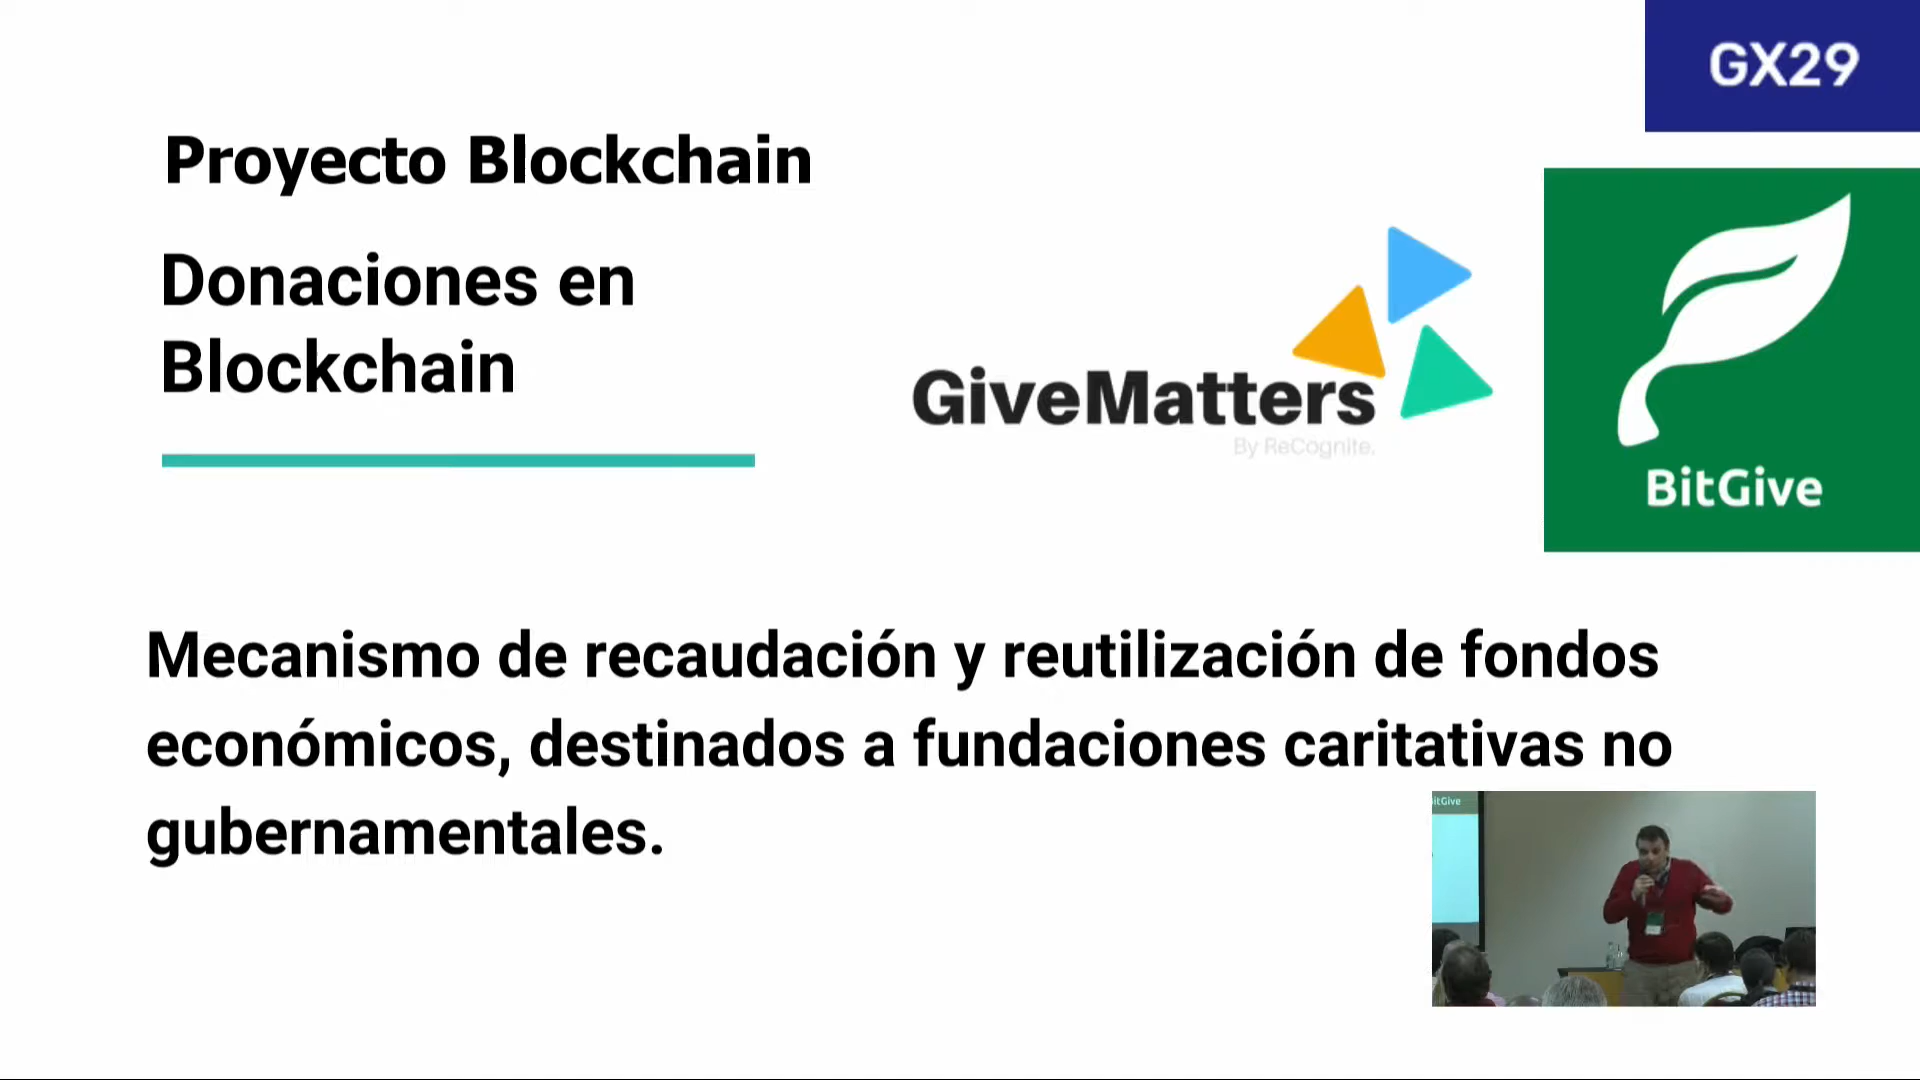 GX29
Proyecto Blockchain
Donaciones en
Blockchain
GiveMatters
By ReCognite.
BitGive
Mecanismo de recaudación y reutilización de fondos
económicos, destinados a fundaciones caritativas no
gubernamentales.
itGive